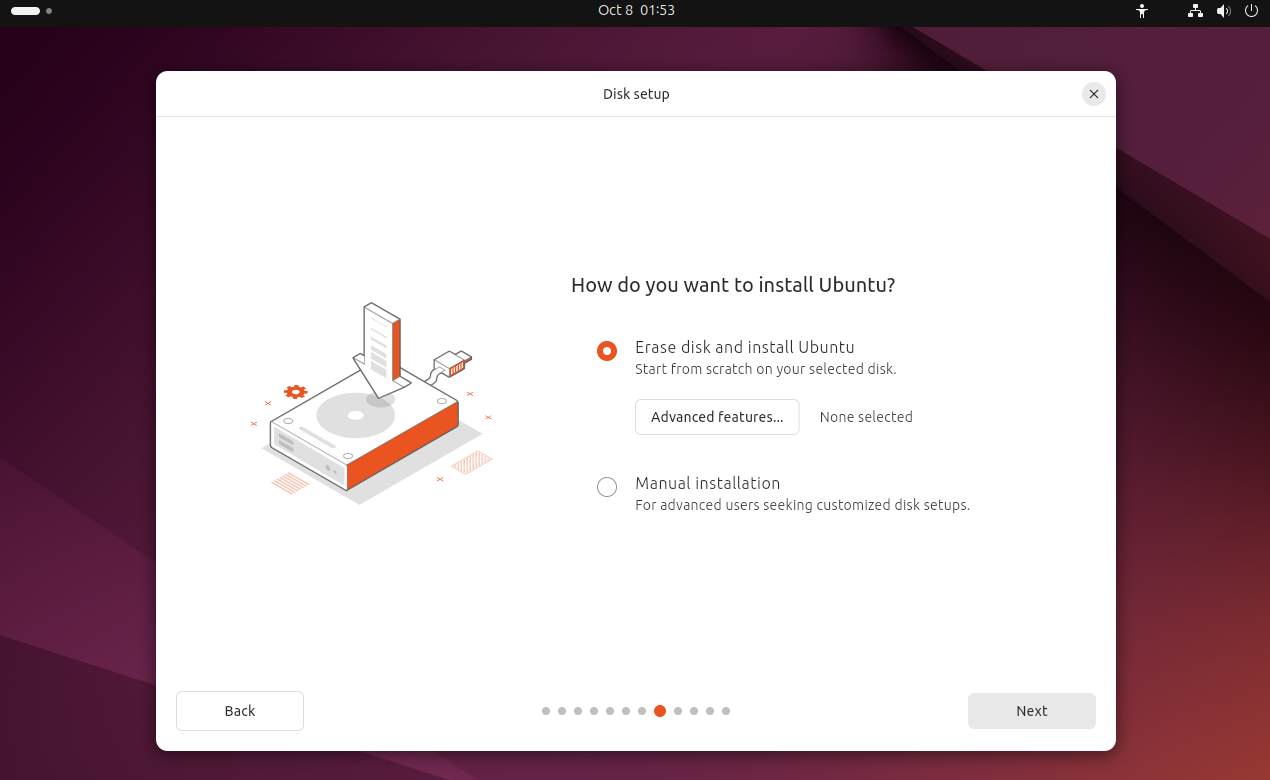 Oct 8 01:53
Disk setup
How do you want to install Ubuntu?
Erase disk and install Ubuntu
Start from scratch on your selected disk.
Advanced features... None selected
Manual installation
For advanced users seeking customized disk setups.
Back Next